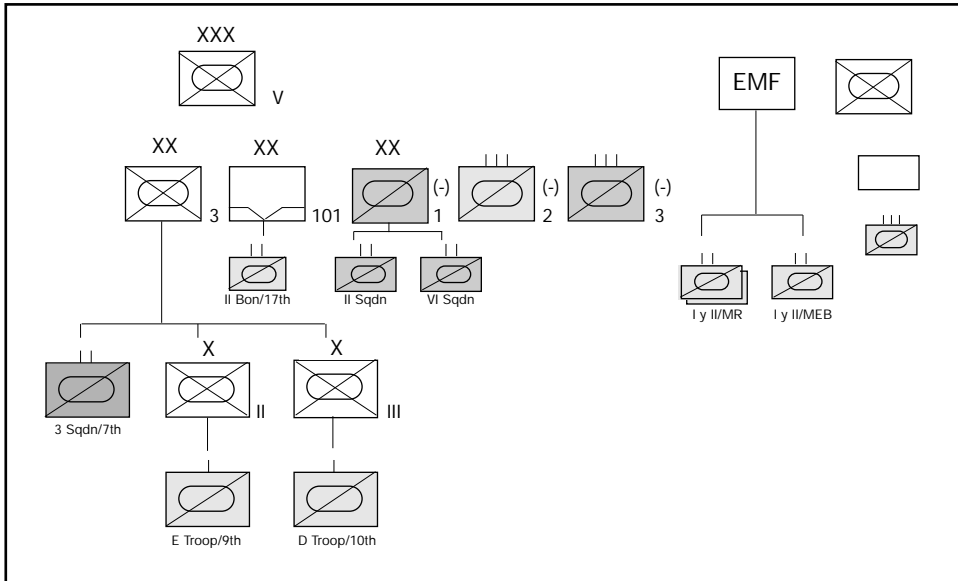 XXX
V
EMF
XX
3
XX
101
XX
(-)
1
(-)
2
(-)
3
II Bon/17th
II Sqdn
VI Sqdn
I y II/MR
I y II/MEB
3 Sqdn/7th
X
II
X
III
E Troop/9th
D Troop/10th